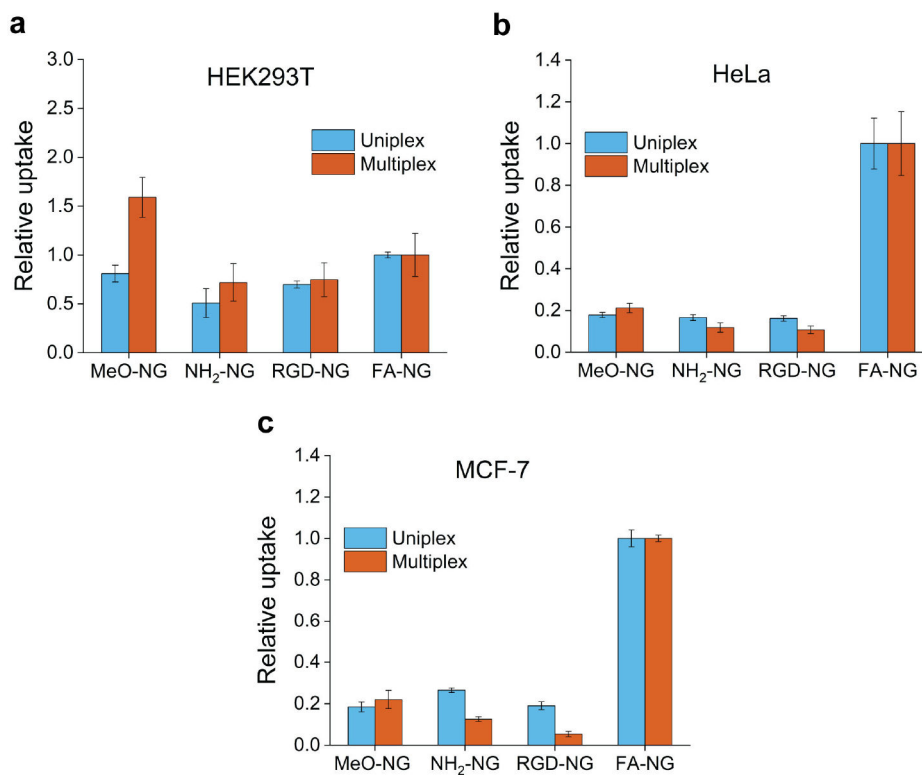 a
HEK293T
Uniplex
Multiplex
Relative uptake
3.0
2.5
2.0
1.5
1.0
0.5
0.0
MeO-NG NH₂-NG RGD-NG FA-NG
b
HeLa
Uniplex
Multiplex
Relative uptake
1.4
1.2
1.0
0.8
0.6
0.4
0.2
0.0
MeO-NG NH₂-NG RGD-NG FA-NG
c
MCF-7
Uniplex
Multiplex
Relative uptake
1.4
1.2
1.0
0.8
0.6
0.4
0.2
0.0
MeO-NG NH₂-NG RGD-NG FA-NG